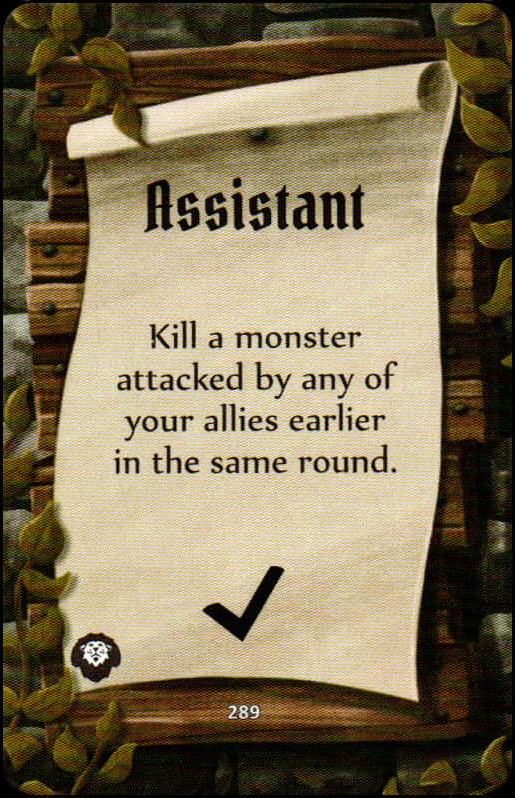 Assistant
Kill a monster
attacked by any of
your allies earlier
in the same round.
289